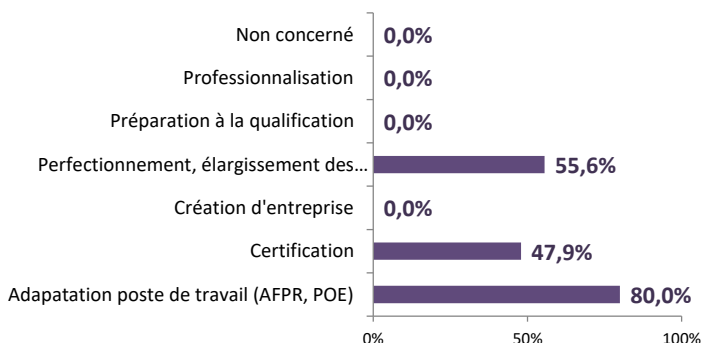 Non concerné 0,0%
Professionnalisation 0,0%
Préparation à la qualification 0,0%
Perfectionnement, élargissement des… 55,6%
Création d'entreprise 0,0%
Certification 47,9%
Adapatation poste de travail (AFPR, POE) 80,0%
0% 50% 100%